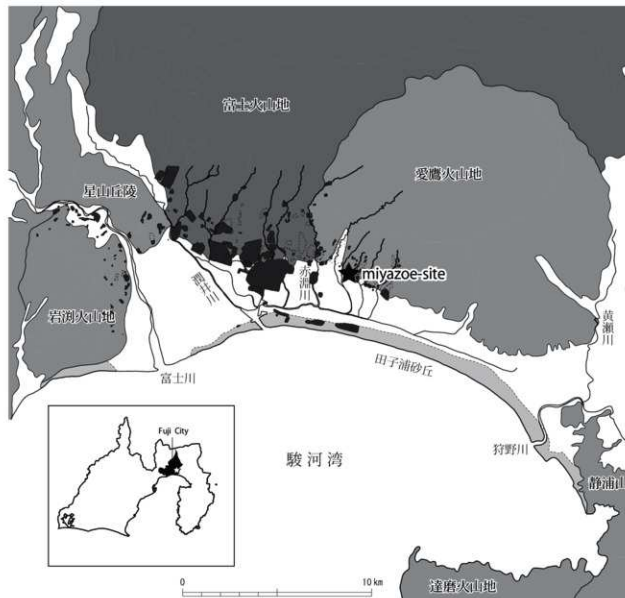 富士火山地
愛鷹火山地
星山丘陵
miyazoe-site
赤淵川
潤井川
岩淵火山地
黄瀬川
富士川
田子浦砂丘
Fuji City
狩野川
駿河湾
静浦山
0
10 km
達磨火山地